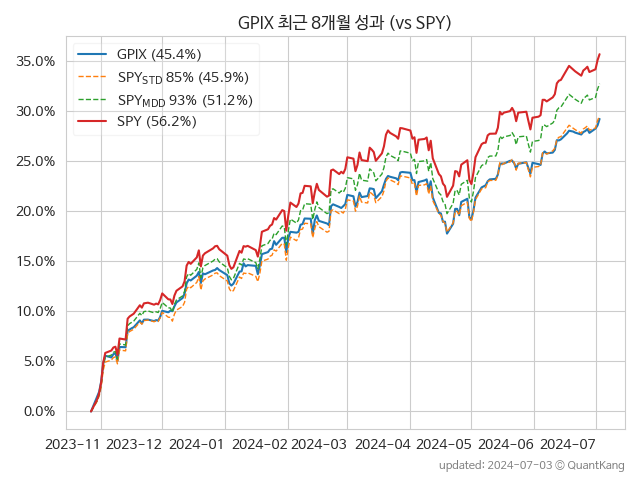 GPIX 최근 8개월 성과 (vs SPY)
GPIX (45.4%)
SPY_STD 85% (45.9%)
SPY_MDD 93% (51.2%)
SPY (56.2%)
35.0%
30.0%
25.0%
20.0%
15.0%
10.0%
5.0%
0.0%
2023-11 2023-12 2024-01 2024-02 2024-03 2024-04 2024-05 2024-06 2024-07
updated: 2024-07-03 © QuantKang